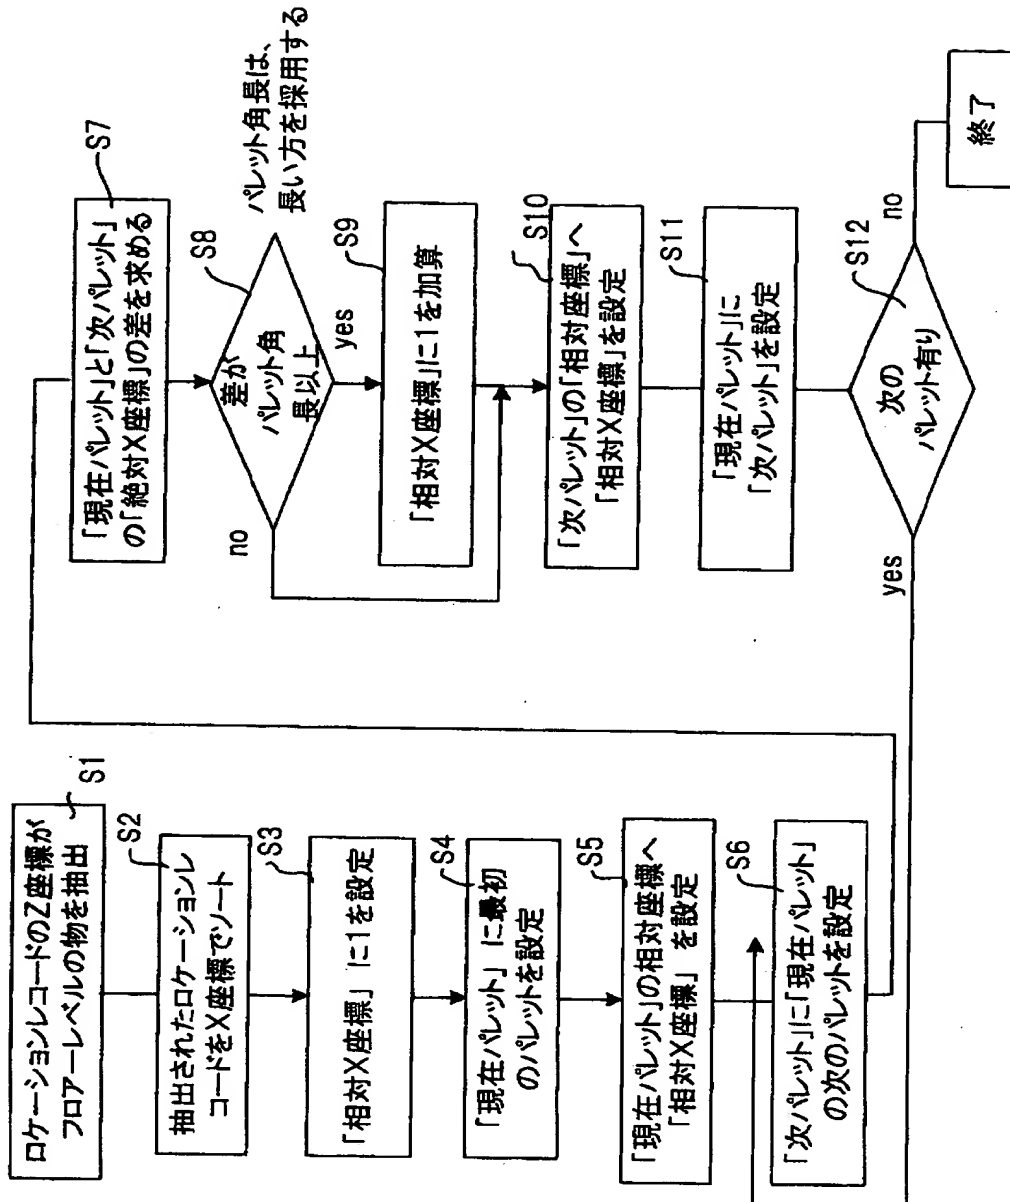 ロケーションレコードのZ座標が
フロアーレベルの物を抽出
S1
抽出されたロケーションレ
コードをX座標でソート
S2
「相対X座標」に1を設定
S3
「現在パレット」に最初
のパレットを設定
S4
「現在パレット」の相対座標へ
「相対X座標」を設定
S5
「次パレット」に「現在パレット」
の次のパレットを設定
S6
「現在パレット」と「次パレット」
の「絶対X座標」の差を求める
S7
差が
パレット角
長以上
S8
パレット角長は、
長い方を採用する
no
yes
「相対X座標」に1を加算
S9
「次パレット」の「相対座標」へ
「相対X座標」を設定
S10
「現在パレット」に
「次パレット」を設定
S11
次の
パレット有り
S12
yes
no
終了